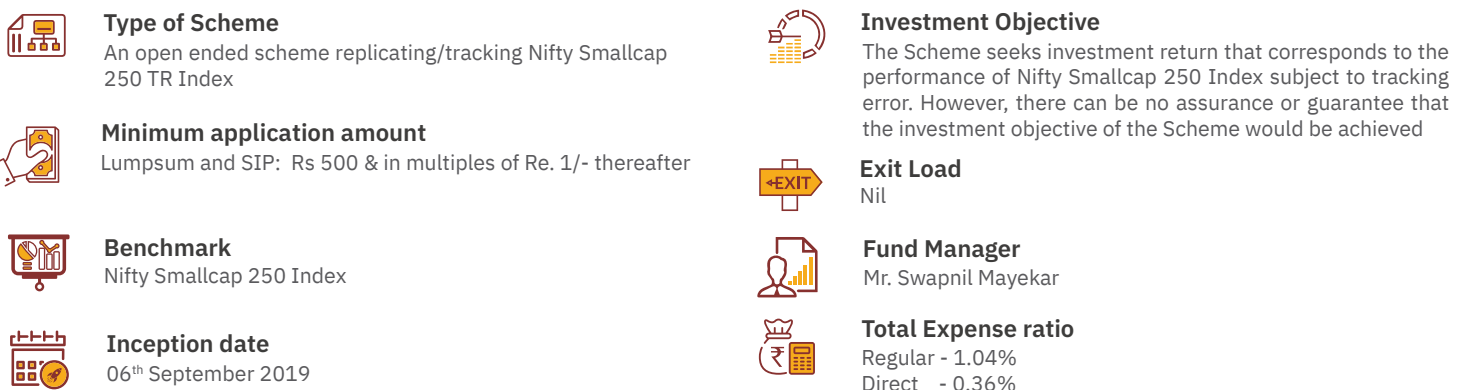 Type of Scheme
An open ended scheme replicating/tracking Nifty Smallcap
250 TR Index
Minimum application amount
Lumpsum and SIP: Rs 500 & in multiples of Re. 1/- thereafter
Benchmark
Nifty Smallcap 250 Index
Inception date
06th September 2019
Investment Objective
The Scheme seeks investment return that corresponds to the
performance of Nifty Smallcap 250 Index subject to tracking
error. However, there can be no assurance or guarantee that
the investment objective of the Scheme would be achieved
EXIT
Exit Load
Nil
Fund Manager
Mr. Swapnil Mayekar
₹
Total Expense ratio
Regular - 1.04%
Direct - 0.36%